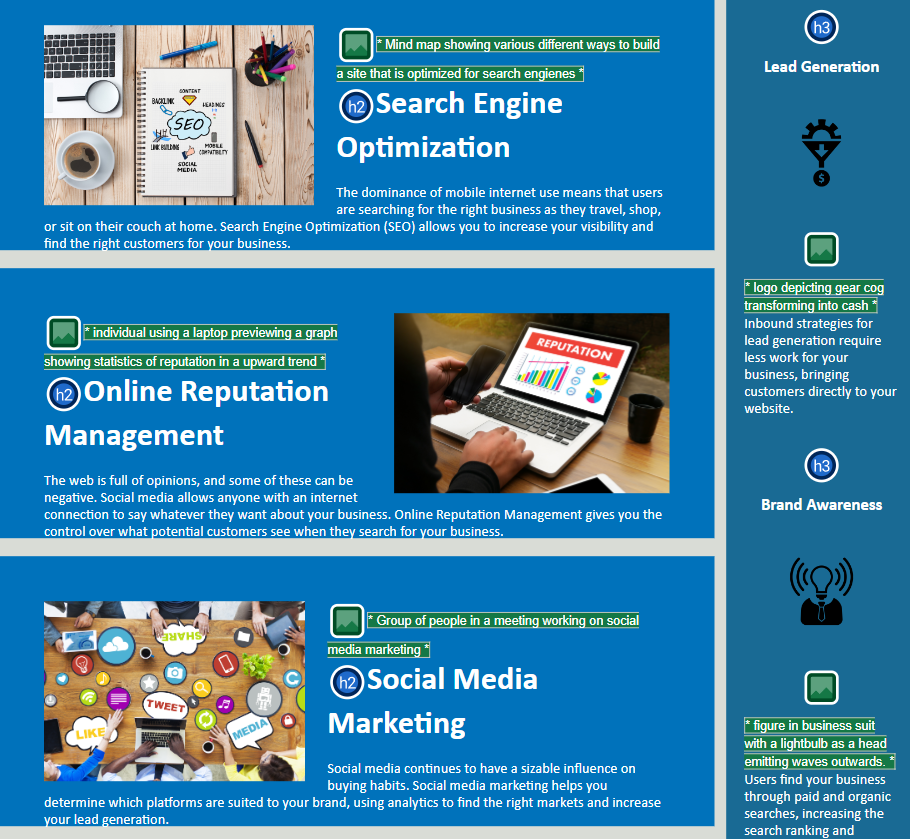 CONTENT
BACKLINK
HEADINGS
SEO
LINK BUILDING
MOBILE
COMPATIBILITY
SOCIAL
MEDIA
* Mind map showing various different ways to build
a site that is optimized for search engienes *
h2 Search Engine
Optimization
The dominance of mobile internet use means that users
are searching for the right business as they travel, shop,
or sit on their couch at home. Search Engine Optimization (SEO) allows you to increase your visibility and
find the right customers for your business.
* individual using a laptop previewing a graph
showing statistics of reputation in a upward trend *
h2 Online Reputation
Management
REPUTATION
The web is full of opinions, and some of these can be
negative. Social media allows anyone with an internet
connection to say whatever they want about your business. Online Reputation Management gives you the
control over what potential customers see when they search for your business.
SHARE
TWEET
LIKE
MEDIA
* Group of people in a meeting working on social
media marketing *
h2 Social Media
Marketing
Social media continues to have a sizable influence on
buying habits. Social media marketing helps you
determine which platforms are suited to your brand, using analytics to find the right markets and increase
your lead generation.
h3
Lead Generation
$
* logo depicting gear cog
transforming into cash *
Inbound strategies for
lead generation require
less work for your
business, bringing
customers directly to your
website.
h3
Brand Awareness
* figure in business suit
with a lightbulb as a head
emitting waves outwards. *
Users find your business
through paid and organic
searches, increasing the
search ranking and